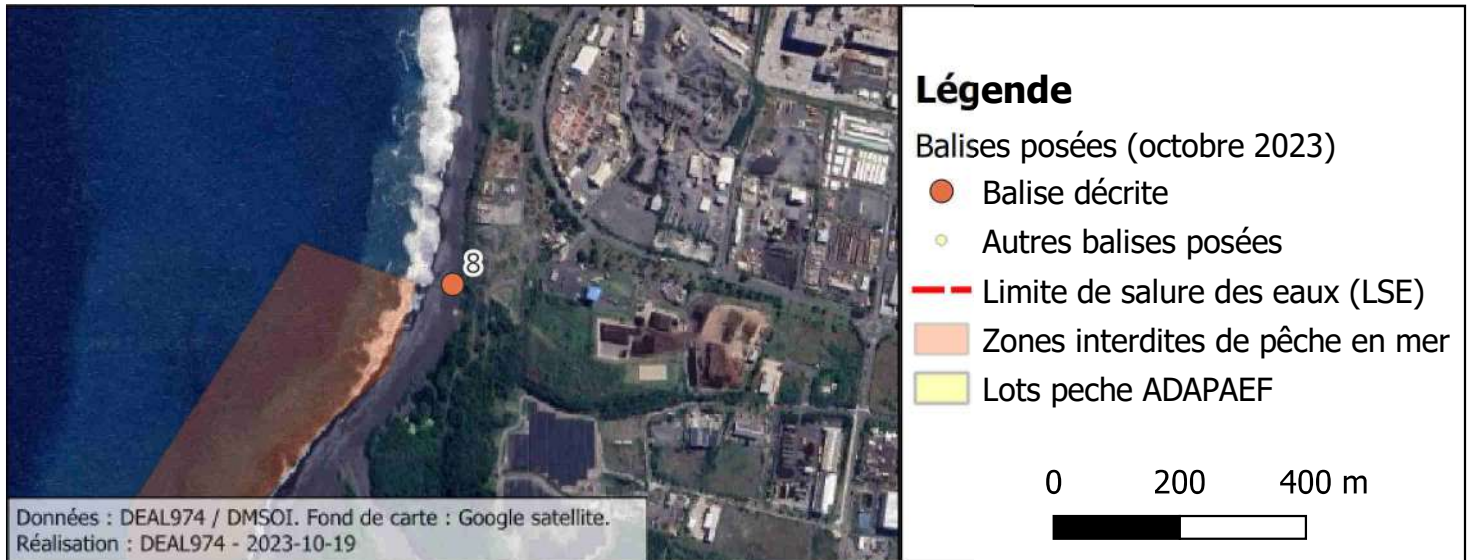 8
Données : DEAL974 / DMSOI. Fond de carte : Google satellite.
Réalisation : DEAL974 - 2023-10-19
Légende
Balises posées (octobre 2023)
Balise décrite
Autres balises posées
Limite de salure des eaux (LSE)
Zones interdites de pêche en mer
Lots peche ADAPAEF
0 200 400 m